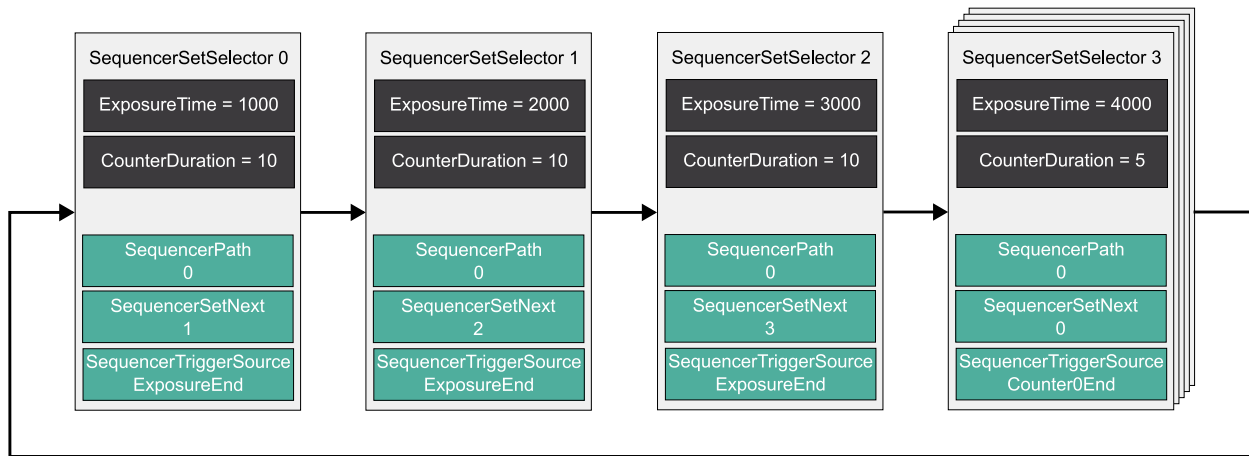 SequencerSetSelector 0
ExposureTime = 1000
CounterDuration = 10
SequencerPath
0
SequencerSetNext
1
SequencerTriggerSource
ExposureEnd
SequencerSetSelector 1
ExposureTime = 2000
CounterDuration = 10
SequencerPath
0
SequencerSetNext
2
SequencerTriggerSource
ExposureEnd
SequencerSetSelector 2
ExposureTime = 3000
CounterDuration = 10
SequencerPath
0
SequencerSetNext
3
SequencerTriggerSource
ExposureEnd
SequencerSetSelector 3
ExposureTime = 4000
CounterDuration = 5
SequencerPath
0
SequencerSetNext
0
SequencerTriggerSource
Counter0End